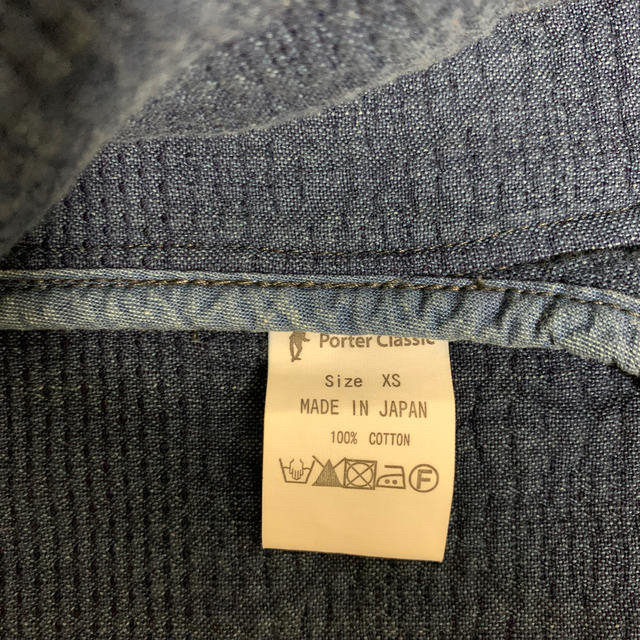 Porter Classic
Size XS
MADE IN JAPAN
100% COTTON
F